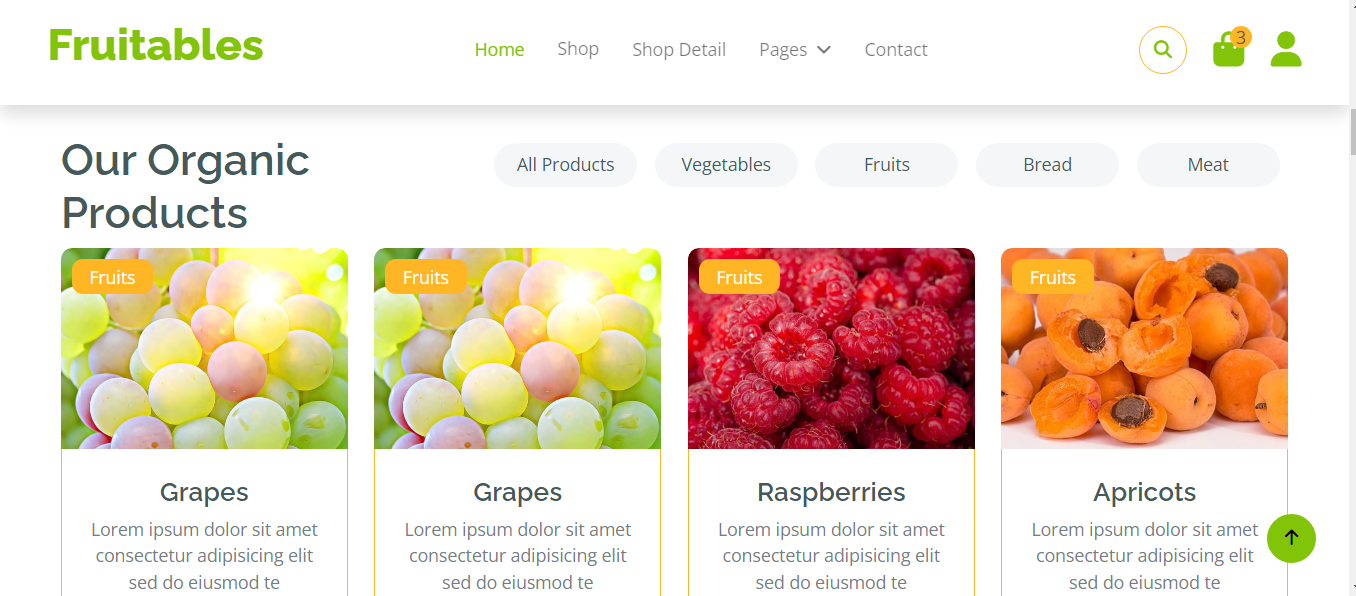 Fruitables
Home Shop Shop Detail Pages Contact
3
Our Organic
Products
All Products Vegetables Fruits Bread Meat
Fruits
Fruits
Fruits
Fruits
Grapes
Lorem ipsum dolor sit amet
consectetur adipisicing elit
sed do eiusmod te
Grapes
Lorem ipsum dolor sit amet
consectetur adipisicing elit
sed do eiusmod te
Raspberries
Lorem ipsum dolor sit amet
consectetur adipisicing elit
sed do eiusmod te
Apricots
Lorem ipsum dolor sit amet
consectetur adipisicing elit
sed do eiusmod te